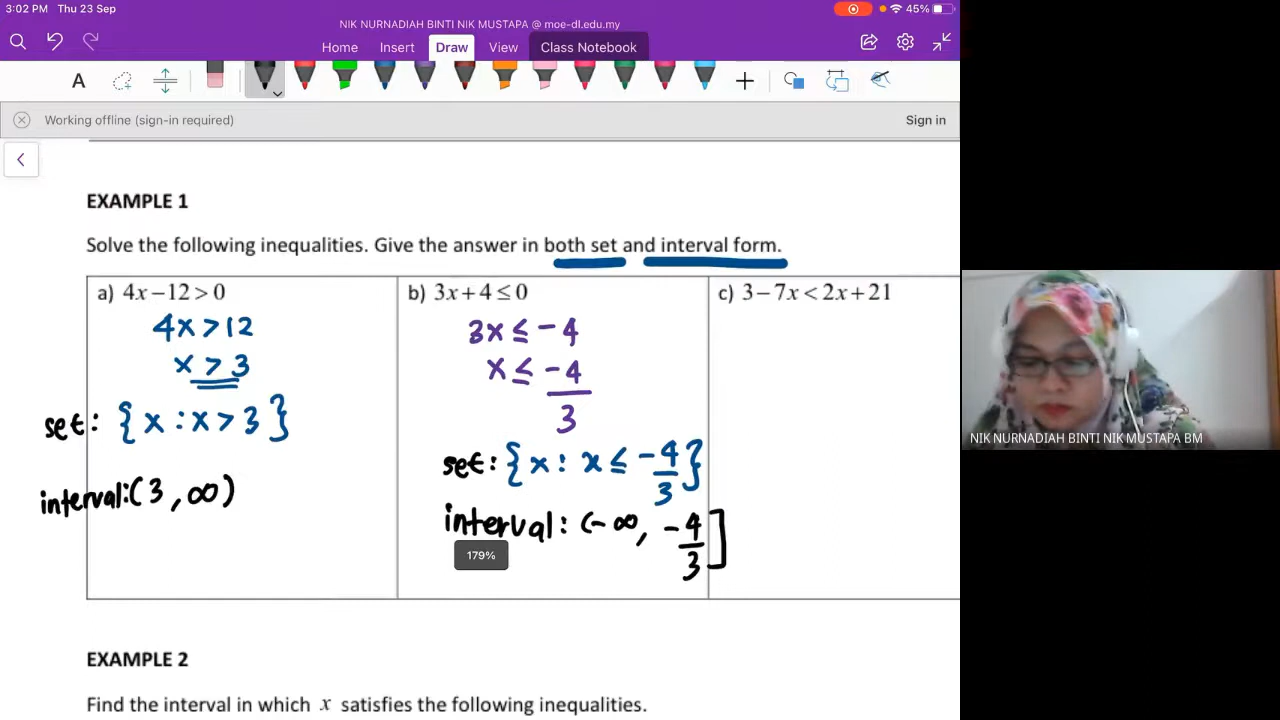 3:02 PM Thu 23 Sep
45%
NIK NURNADIAH BINTI NIK MUSTAPA @ moe-dl.edu.my
Home Insert Draw View Class Notebook
A
Working offline (sign-in required) Sign in
EXAMPLE 1
Solve the following inequalities. Give the answer in both set and interval form.
a) 4x−12>0
4x > 12
x > 3
set: {x : x > 3}
interval: (3, ∞)
b) 3x+4≤0
3x ≤ -4
x ≤ -4
3
set: {x : x ≤ -4/3}
interval: (-∞, -4/3]
179%
c) 3−7x<2x+21
EXAMPLE 2
Find the interval in which x satisfies the following inequalities.
NIK NURNADIAH BINTI NIK MUSTAPA BM